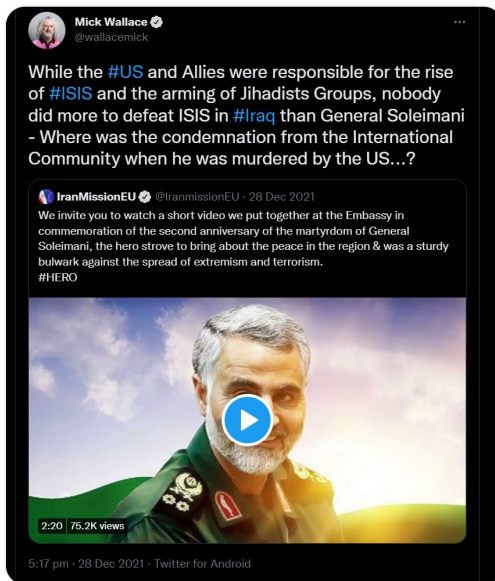 Mick Wallace
@wallacemick
While the #US and Allies were responsible for the rise
of #ISIS and the arming of Jihadists Groups, nobody
did more to defeat ISIS in #Iraq than General Soleimani
- Where was the condemnation from the International
Community when he was murdered by the US...?
IranMissionEU @IranmissionEU · 28 Dec 2021
We invite you to watch a short video we put together at the Embassy in
commemoration of the second anniversary of the martyrdom of General
Soleimani, the hero strove to bring about the peace in the region & was a sturdy
bulwark against the spread of extremism and terrorism.
#HERO
2:20 75.2K views
5:17 pm · 28 Dec 2021 · Twitter for Android